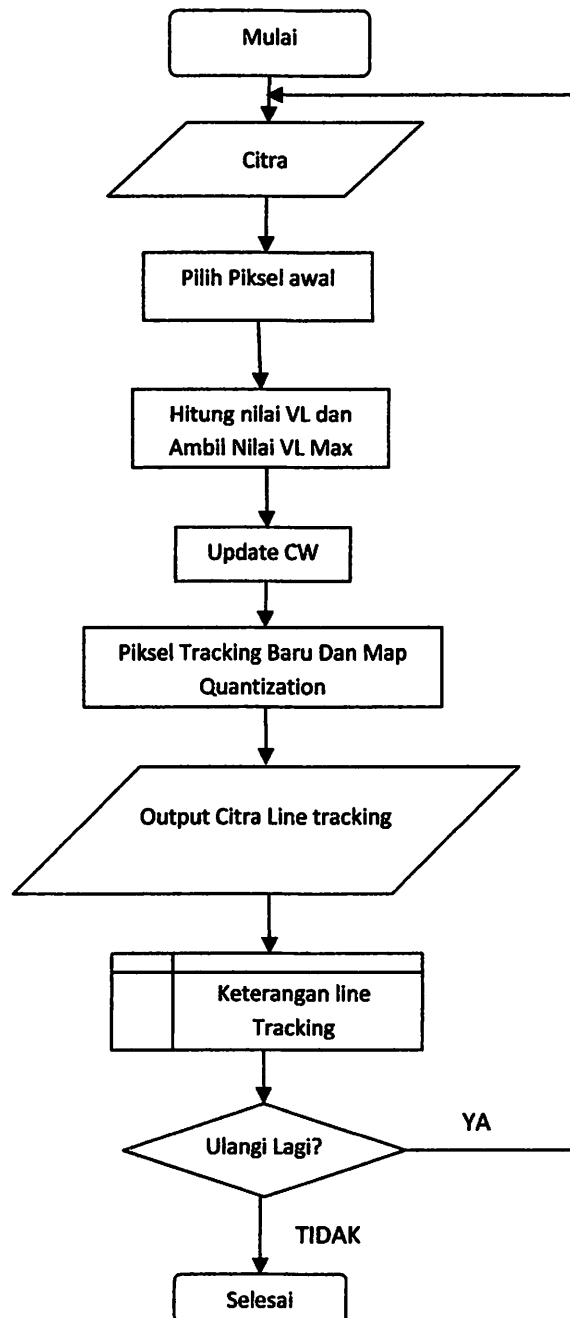 Mulai
Citra
Pilih Piksel awal
Hitung nilai VL dan
Ambil Nilai VL Max
Update CW
Piksel Tracking Baru Dan Map
Quantization
Output Citra Line tracking
Keterangan line
Tracking
Ulangi Lagi?
YA
TIDAK
Selesai